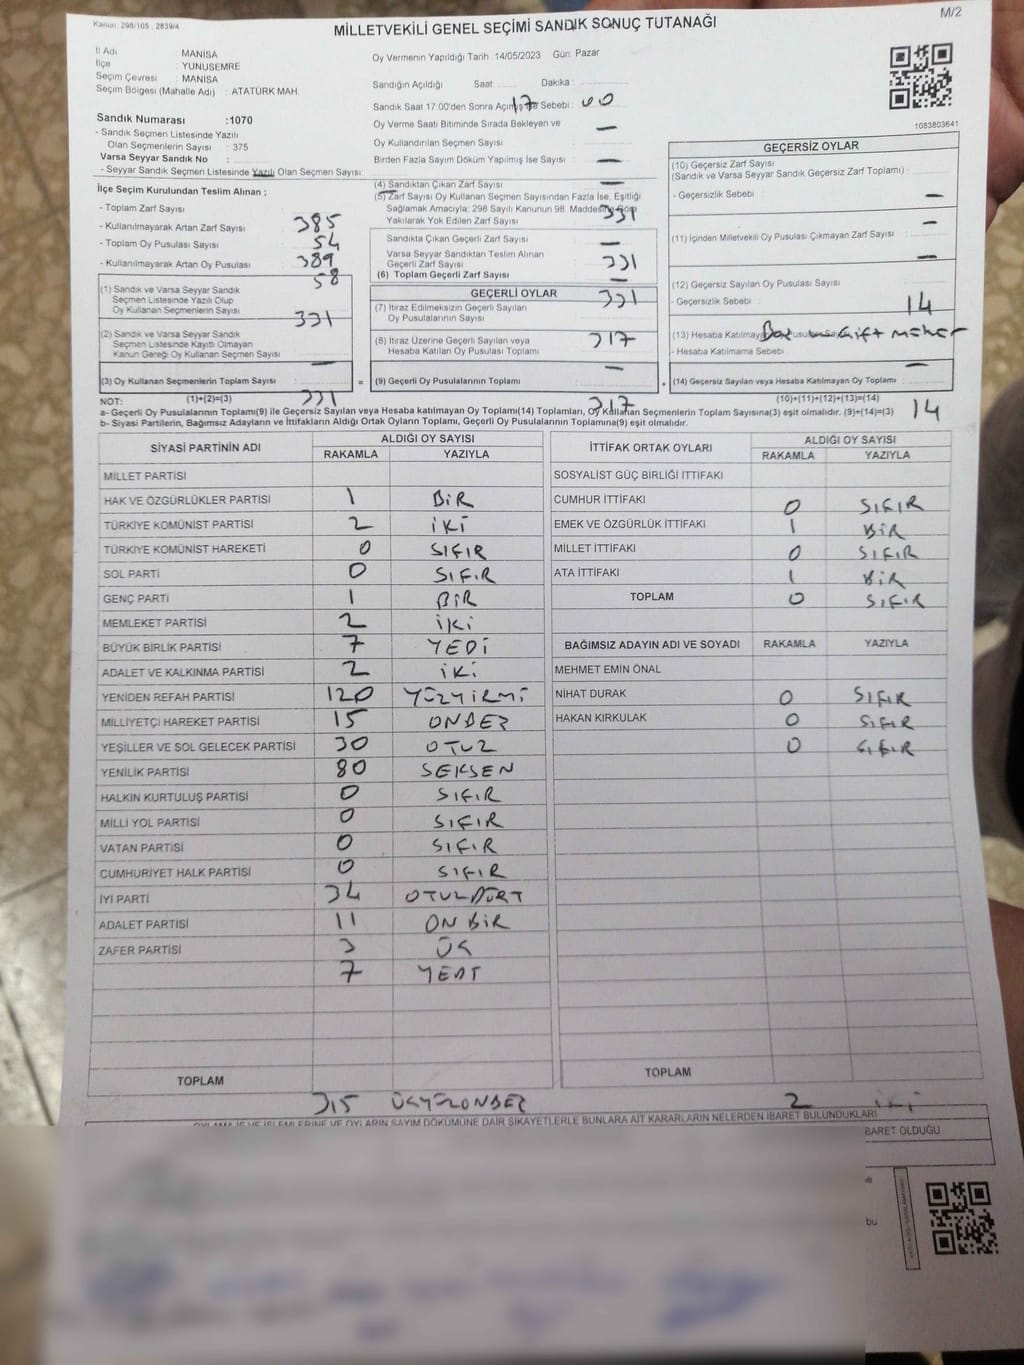 Kanun: 298/105 , 2839/4
M/2
MİLLETVEKİLİ GENEL SEÇİMİ SANDIK SONUÇ TUTANAĞI
İl Adı : MANİSA
İlçe : YUNUSEMRE
Seçim Çevresi : MANİSA
Seçim Bölgesi (Mahalle Adı) : ATATÜRK MAH.
Sandık Numarası :1070
- Sandık Seçmen Listesinde Yazılı
Olan Seçmenlerin Sayısı : 375
Varsa Seyyar Sandık No :
- Seyyar Sandık Seçmen Listesinde Yazılı Olan Seçmen Sayısı:
Oy Vermenin Yapıldığı Tarih :14/05/2023 Gün: Pazar
Sandığın Açıldığı Saat: Dakika :
Sandık Saat 17:00'den Sonra Sebebi: 17 00
Oy Verme Saati Bitiminde Sırada Bekleyen ve
Oy Kullandırılan Seçmen Sayısı —
Birden Fazla Sayım Döküm Yapılmış İse Sayısı —
1083803641
İlçe Seçim Kurulundan Teslim Alınan ;
- Toplam Zarf Sayısı
- Kullanılmayarak Artan Zarf Sayısı 385
- Toplam Oy Pusulası Sayısı 54
- Kullanılmayarak Artan Oy Pusulası 389
58
(1) Sandık ve Varsa Seyyar Sandık
Seçmen Listesinde Yazılı Olup
Oy Kullanan Seçmenlerin Sayısı 331
(2) Sandık ve Varsa Seyyar Sandık
Seçmen Listesinde Kayıtlı Olmayan
Kanun Gereği Oy Kullanan Seçmen Sayısı —
(3) Oy Kullanan Seçmenlerin Toplam Sayısı =
331
(4) Sandıktan Çıkan Zarf Sayısı —
(5) Zarf Sayısı Oy Kullanan Seçmen Sayısından Fazla İse, Eşitliği
Sağlamak Amacıyla, 298 Sayılı Kanunun 98. Maddesine Göre
Yakılarak Yok Edilen Zarf Sayısı 331
Sandıkta Çıkan Geçerli Zarf Sayısı —
Varsa Seyyar Sandıktan Teslim Alınan
Geçerli Zarf Sayısı 331
(6) Toplam Geçerli Zarf Sayısı —
GEÇERLİ OYLAR 331
(7) İtiraz Edilmeksizin Geçerli Sayılan
Oy Pusulalarının Sayısı
(8) İtiraz Üzerine Geçerli Sayılan veya
Hesaba Katılan Oy Pusulası Toplamı 317
—
(9) Geçerli Oy Pusulalarının Toplamı +
317
GEÇERSİZ OYLAR
(10) Geçersiz Zarf Sayısı
(Sandık ve Varsa Seyyar Sandık Geçersiz Zarf Toplamı) :
- Geçersizlik Sebebi : —
—
(11) İçinden Milletvekili Oy Pusulası Çıkmayan Zarf Sayısı :
—
(12) Geçersiz Sayılan Oy Pusulası Sayısı :
- Geçersizlik Sebebi : 14
(13) Hesaba
- Hesaba Katılmama Sebebi :
(14) Geçersiz Sayılan veya Hesaba Katılmayan Oy Toplamı :
NOT: (1)+(2)=(3) (10)+(11)+(12)+(13)=(14)
a- Geçerli Oy Pusulalarının Toplamı(9) ile Geçersiz Sayılan veya Hesaba katılmayan Oy Toplamı(14) Toplamları, Oy Kullanan Seçmenlerin Toplam Sayısına(3) eşit olmalıdır. (9)+(14)=(3) 14
b- Siyasi Partilerin, Bağımsız Adayların ve İttifakların Aldığı Ortak Oyların Toplamı, Geçerli Oy Pusulalarının Toplamına(9) eşit olmalıdır.
SİYASİ PARTİNİN ADI ALDIĞI OY SAYISI
RAKAMLA YAZIYLA
MİLLET PARTİSİ
HAK VE ÖZGÜRLÜKLER PARTİSİ 1 BİR
TÜRKİYE KOMÜNİST PARTİSİ 2 İKİ
TÜRKİYE KOMÜNİST HAREKETİ 0 SIFIR
SOL PARTİ 0 SIFIR
GENÇ PARTİ 1 BİR
MEMLEKET PARTİSİ 2 İKİ
BÜYÜK BİRLİK PARTİSİ 7 YEDİ
ADALET VE KALKINMA PARTİSİ 2 İKİ
YENİDEN REFAH PARTİSİ 120 YÜZYİRMİ
MİLLİYETÇİ HAREKET PARTİSİ 15 ONBEŞ
YEŞİLLER VE SOL GELECEK PARTİSİ 30 OTUZ
YENİLİK PARTİSİ 80 SEKSEN
HALKIN KURTULUŞ PARTİSİ 0 SIFIR
MİLLİ YOL PARTİSİ 0 SIFIR
VATAN PARTİSİ 0 SIFIR
CUMHURİYET HALK PARTİSİ 0 SIFIR
İYİ PARTİ 34 OTUZDÖRT
ADALET PARTİSİ 11 ON BİR
ZAFER PARTİSİ 3 ÜÇ
7 YEDİ
TOPLAM
315 ÜÇYÜZONBEŞ
İTTİFAK ORTAK OYLARI ALDIĞI OY SAYISI
RAKAMLA YAZIYLA
SOSYALİST GÜÇ BİRLİĞİ İTTİFAKI
CUMHUR İTTİFAKI 0 SIFIR
EMEK VE ÖZGÜRLÜK İTTİFAKI 1 BİR
MİLLET İTTİFAKI 0 SIFIR
ATA İTTİFAKI 1 BİR
TOPLAM 0 SIFIR
BAĞIMSIZ ADAYIN ADI VE SOYADI RAKAMLA YAZIYLA
MEHMET EMİN ÖNAL
NİHAT DURAK 0 SIFIR
HAKAN KIRKULAK 0 SIFIR
0 SIFIR
TOPLAM
2 İKİ
OYLAMA İŞ VE İŞLEMLERİNE VE OYLARIN SAYIM DÖKÜMÜNE DAİR ŞİKAYETLERLE BUNLARA AİT KARARLARIN NELERDEN İBARET BULUNDUKLARI
BARET OLDUĞU
bu